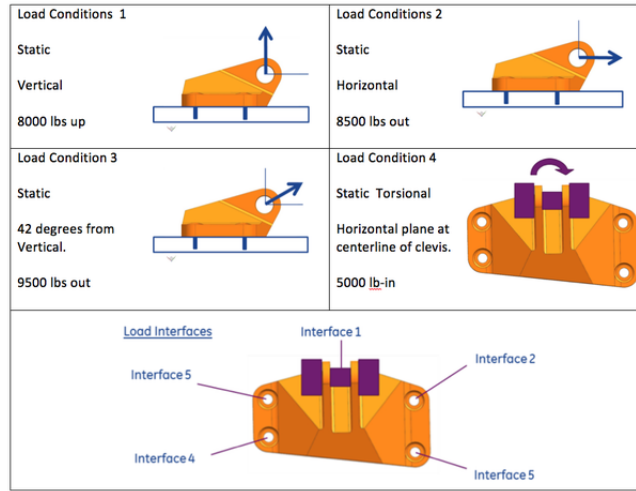 Load Conditions 1
Static
Vertical
8000 lbs up
Load Conditions 2
Static
Horizontal
8500 lbs out
Load Condition 3
Static
42 degrees from
Vertical.
9500 lbs out
Load Condition 4
Static Torsional
Horizontal plane at
centerline of clevis.
5000 lb-in
Load Interfaces
Interface 1
Interface 5
Interface 2
Interface 4
Interface 5